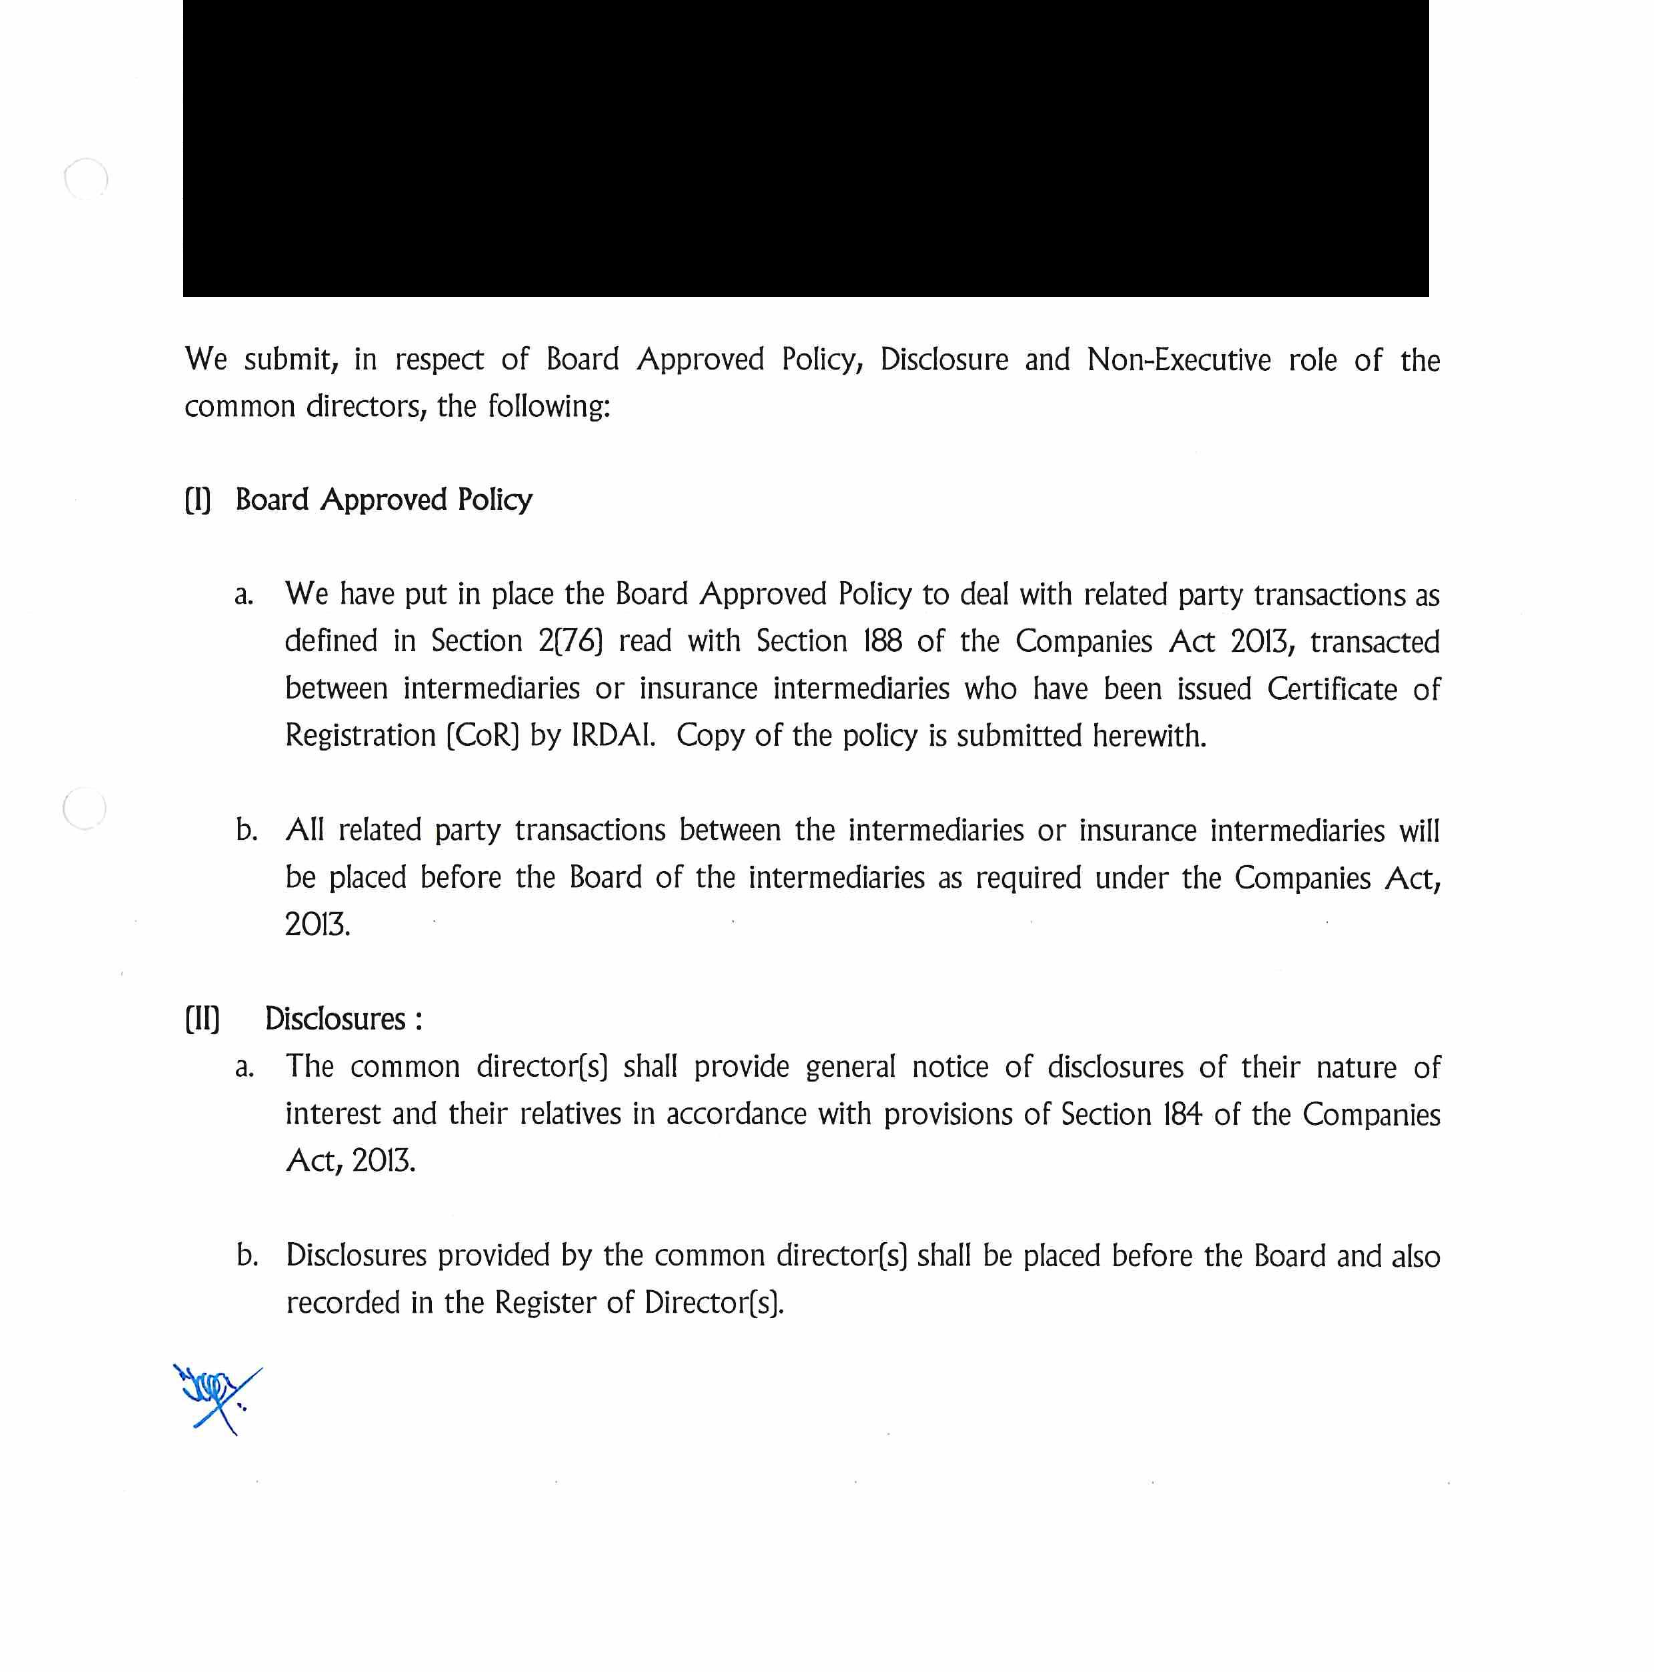 We submit, in respect of Board Approved Policy, Disclosure and Non-Executive role of the
common directors, the following:
(I) Board Approved Policy
a. We have put in place the Board Approved Policy to deal with related party transactions as
defined in Section 2(76) read with Section 188 of the Companies Act 2013, transacted
between intermediaries or insurance intermediaries who have been issued Certificate of
Registration (CoR) by IRDAI. Copy of the policy is submitted herewith.
b. All related party transactions between the intermediaries or insurance intermediaries will
be placed before the Board of the intermediaries as required under the Companies Act,
2013.
(II) Disclosures :
a. The common director(s) shall provide general notice of disclosures of their nature of
interest and their relatives in accordance with provisions of Section 184 of the Companies
Act, 2013.
b. Disclosures provided by the common director(s) shall be placed before the Board and also
recorded in the Register of Director(s).